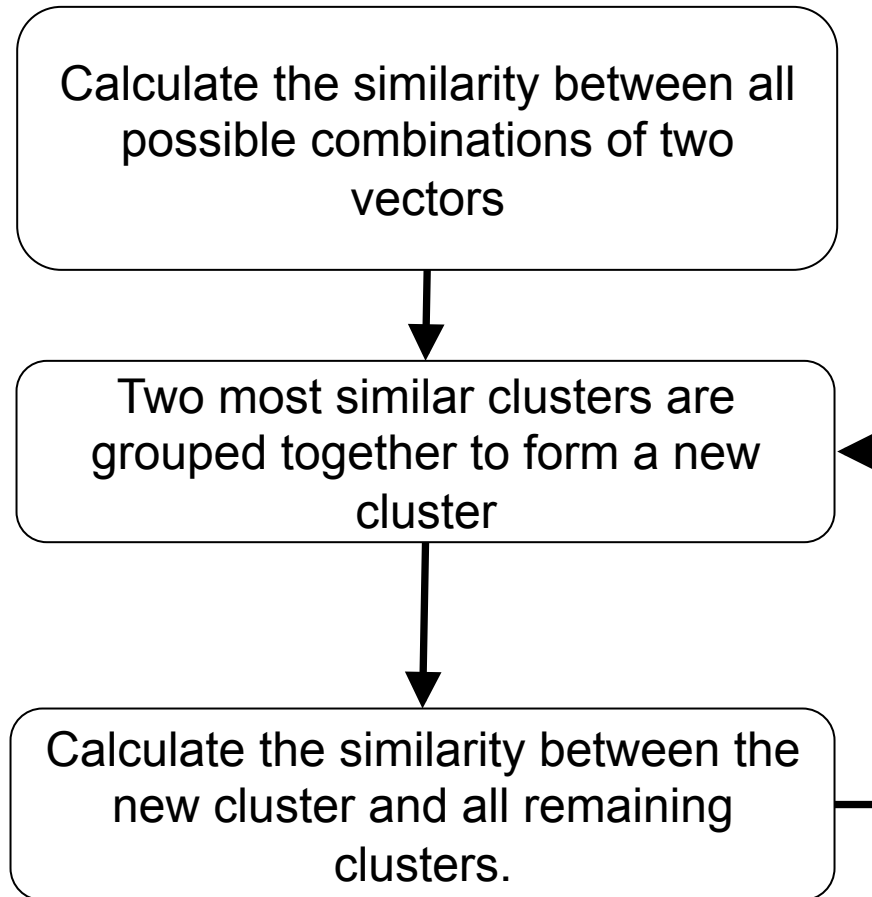 Calculate the similarity between all
possible combinations of two
vectors
Two most similar clusters are
grouped together to form a new
cluster
Calculate the similarity between the
new cluster and all remaining
clusters.